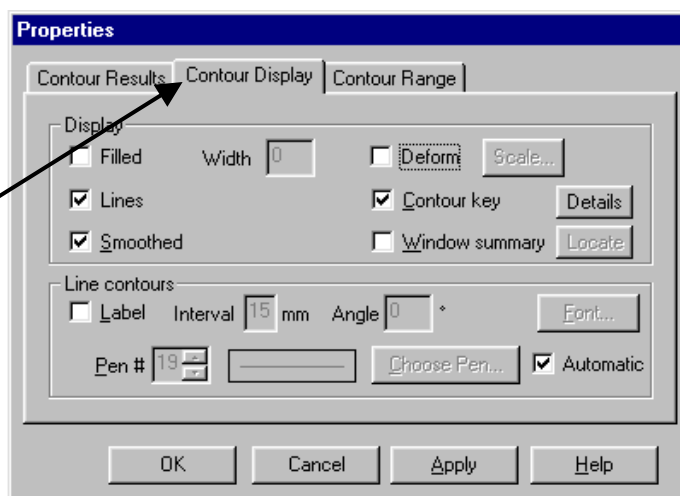 Properties
Contour Results Contour Display Contour Range
Display
Filled Width 0 Deform Scale...
Lines Contour key Details
Smoothed Window summary Locate
Line contours
Label Interval 15 mm Angle 0 ° Font...
Pen # 19 Choose Pen... Automatic
OK Cancel Apply Help